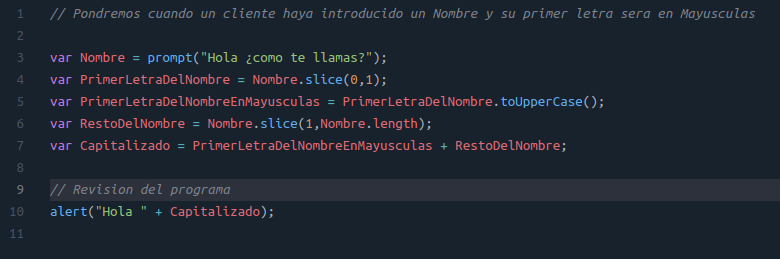 1 // Pondremos cuando un cliente haya introducido un Nombre y su primer letra sera en Mayusculas
2
3 var Nombre = prompt("Hola ¿como te llamas?");
4 var PrimerLetraDelNombre = Nombre.slice(0,1);
5 var PrimerLetraDelNombreEnMayusculas = PrimerLetraDelNombre.toUpperCase();
6 var RestoDelNombre = Nombre.slice(1,Nombre.length);
7 var Capitalizado = PrimerLetraDelNombreEnMayusculas + RestoDelNombre;
8
9 // Revision del programa
10 alert("Hola " + Capitalizado);
11